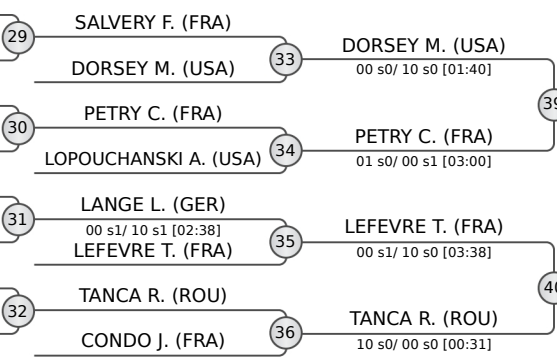 29
SALVERY F. (FRA)
DORSEY M. (USA)
33
DORSEY M. (USA)
00 s0/ 10 s0 [01:40]
39
30
PETRY C. (FRA)
LOPOUCHANSKI A. (USA)
34
PETRY C. (FRA)
01 s0/ 00 s1 [03:00]
31
LANGE L. (GER)
00 s1/ 10 s1 [02:38]
LEFEVRE T. (FRA)
35
LEFEVRE T. (FRA)
00 s1/ 10 s0 [03:38]
40
32
TANCA R. (ROU)
CONDO J. (FRA)
36
TANCA R. (ROU)
10 s0/ 00 s0 [00:31]